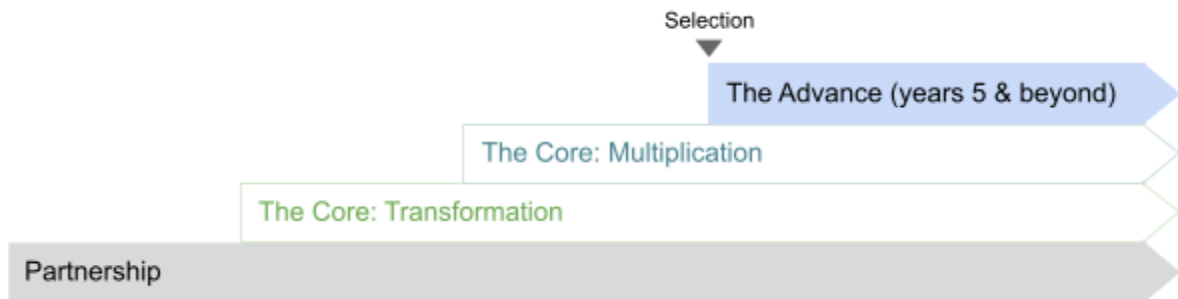 Selection
The Advance (years 5 & beyond)
The Core: Multiplication
The Core: Transformation
Partnership